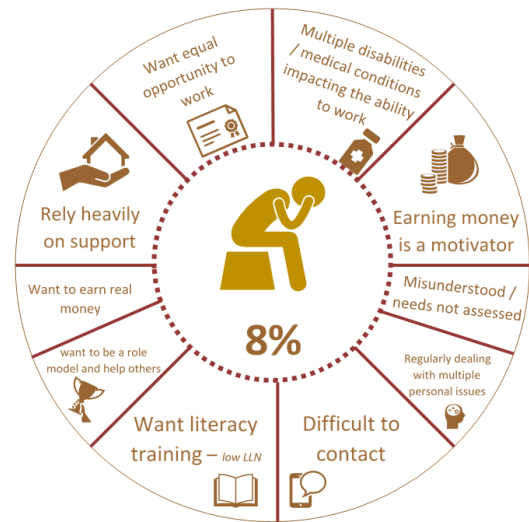 Want equal
opportunity to
work
Multiple disabilities
/ medical conditions
impacting the ability
to work
Earning money
is a motivator
Misunderstood /
needs not assessed
Regularly dealing
with multiple
personal issues
Difficult to
contact
Want literacy
training – low LLN
want to be a role
model and help others
Want to earn real
money
Rely heavily
on support
8%